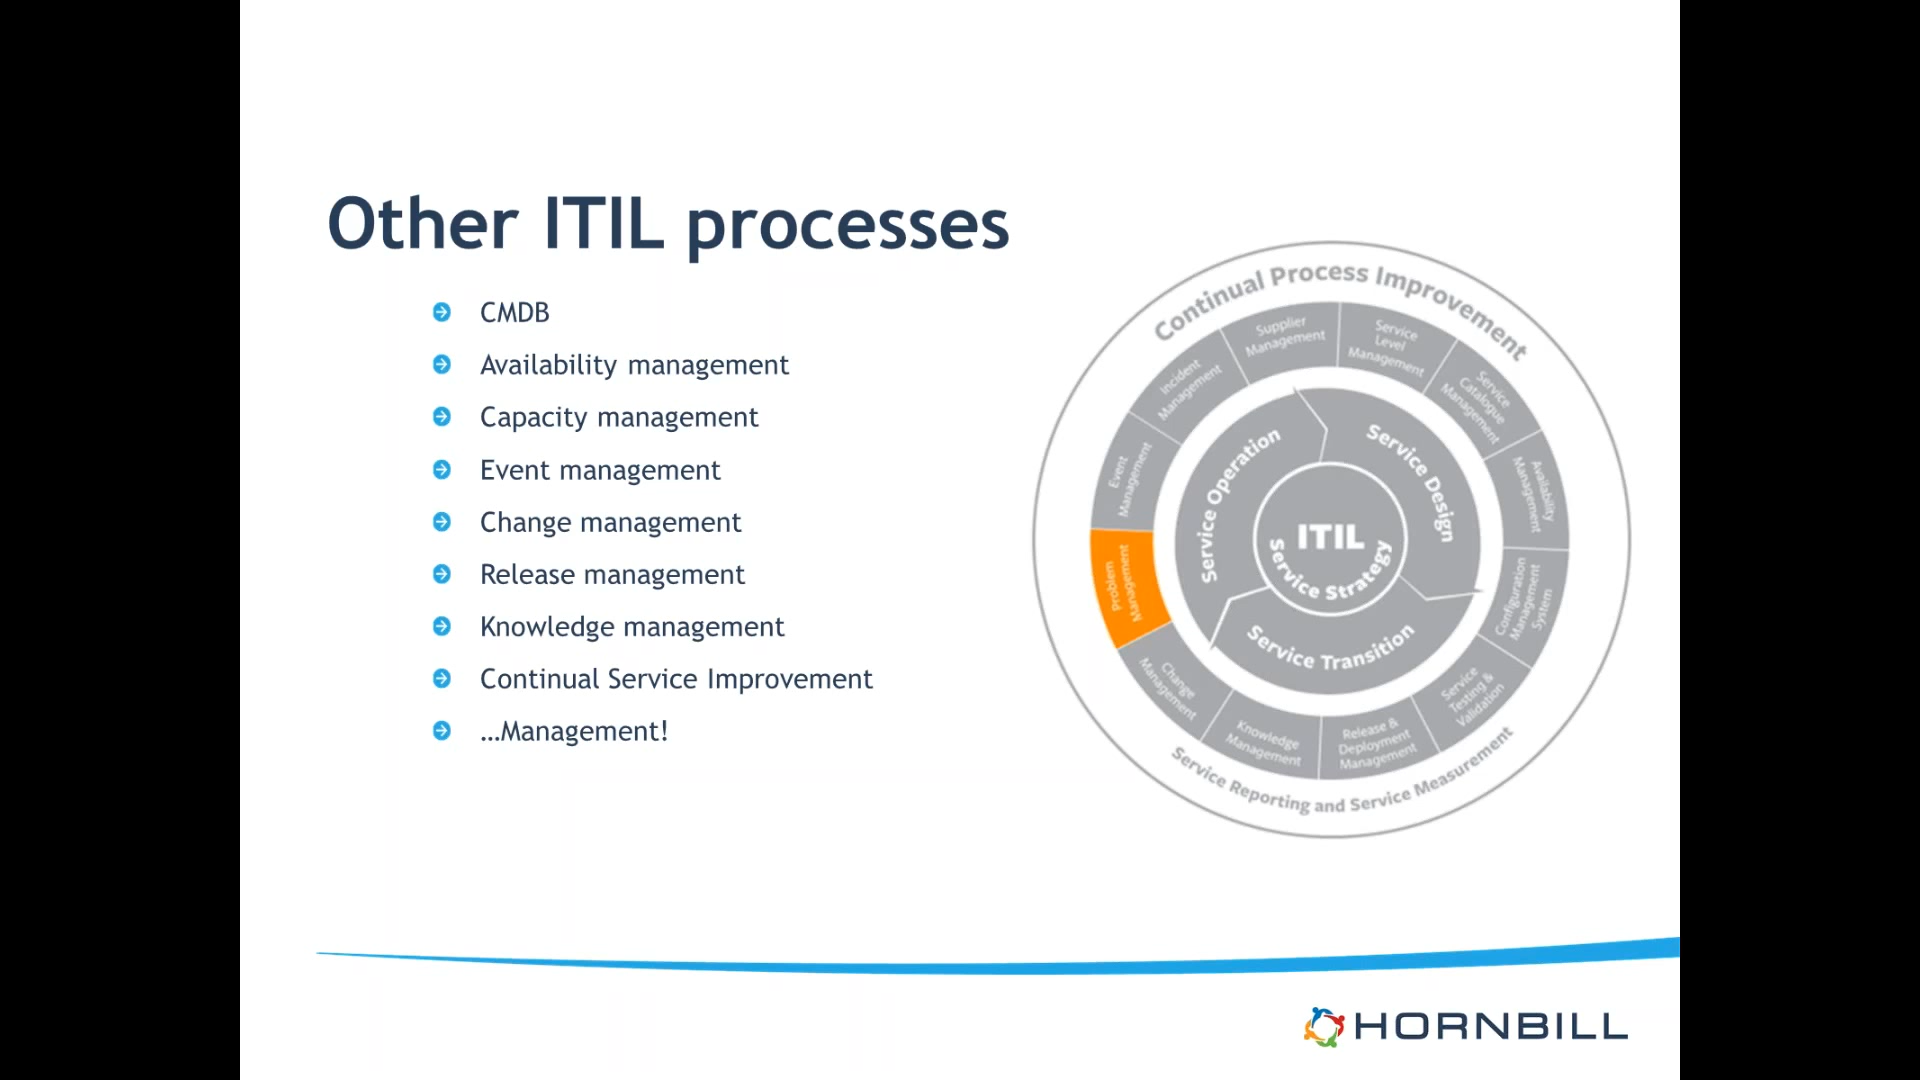 Other ITIL processes
CMDB
Availability management
Capacity management
Event management
Change management
Release management
Knowledge management
Continual Service Improvement
…Management!
Continual Process Improvement
Supplier
Management
Service
Level
Management
Service
Catalogue
Management
Availability
Management
Configuration
Management
System
Service
Testing &
Validation
Release &
Deployment
Management
Knowledge
Management
Change
Management
Problem
Management
Event
Management
Incident
Management
Service Operation
Service Design
Service Transition
ITIL
Service Strategy
Service Reporting and Service Measurement
HORNBILL